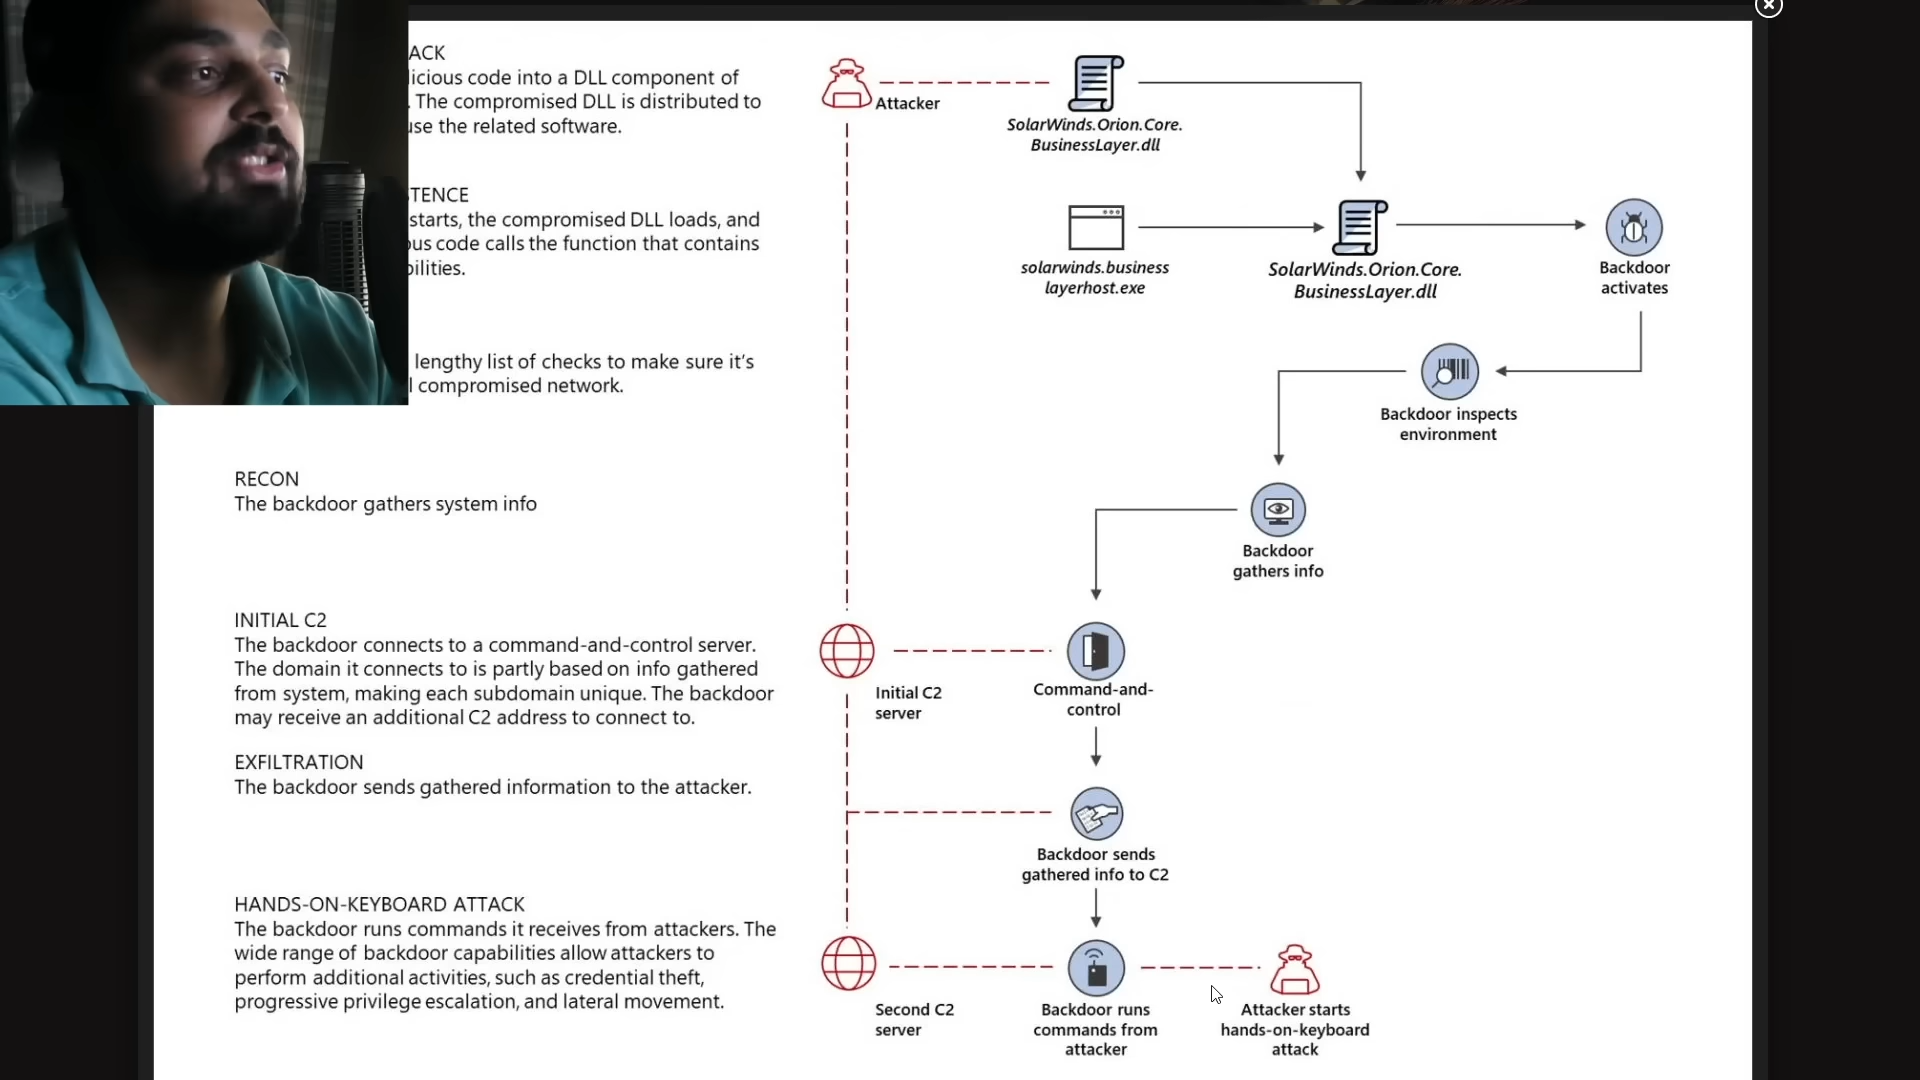 ACK
licious code into a DLL component of
. The compromised DLL is distributed to
use the related software.
TENCE
starts, the compromised DLL loads, and
ous code calls the function that contains
bilities.
lengthy list of checks to make sure it's
l compromised network.
RECON
The backdoor gathers system info
INITIAL C2
The backdoor connects to a command-and-control server.
The domain it connects to is partly based on info gathered
from system, making each subdomain unique. The backdoor
may receive an additional C2 address to connect to.
EXFILTRATION
The backdoor sends gathered information to the attacker.
HANDS-ON-KEYBOARD ATTACK
The backdoor runs commands it receives from attackers. The
wide range of backdoor capabilities allow attackers to
perform additional activities, such as credential theft,
progressive privilege escalation, and lateral movement.
Attacker
SolarWinds.Orion.Core.
BusinessLayer.dll
solarwinds.business
layerhost.exe
SolarWinds.Orion.Core.
BusinessLayer.dll
Backdoor
activates
Backdoor inspects
environment
Backdoor
gathers info
Initial C2
server
Command-and-
control
Backdoor sends
gathered info to C2
Second C2
server
Backdoor runs
commands from
attacker
Attacker starts
hands-on-keyboard
attack